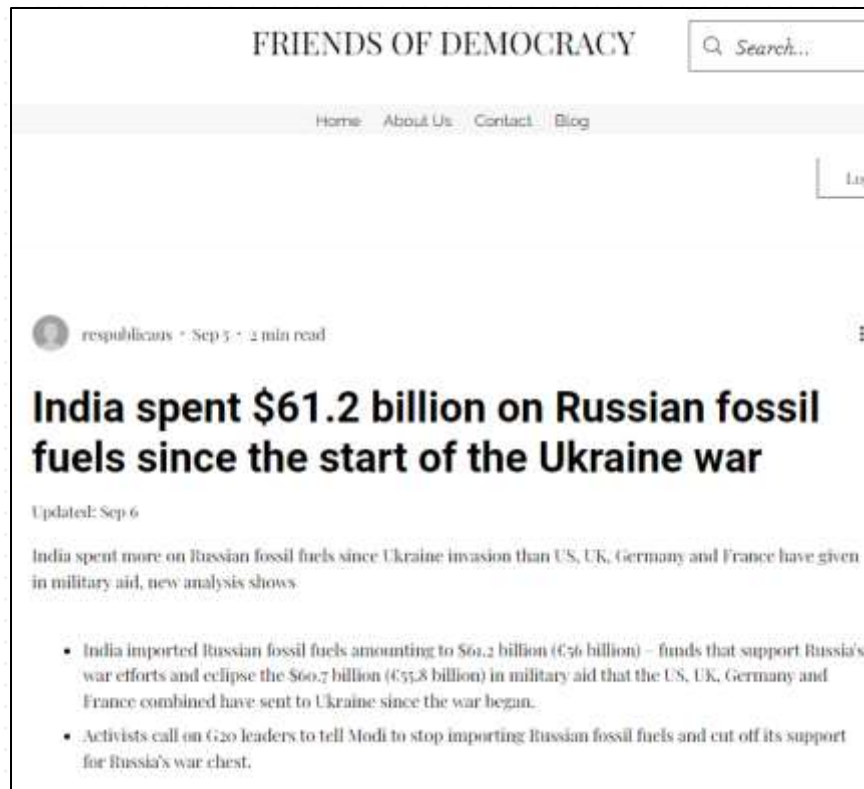 FRIENDS OF DEMOCRACY
Search...
Home About Us Contact Blog
respublicaus • Sep 5 • 2 min read
India spent $61.2 billion on Russian fossil
fuels since the start of the Ukraine war
Updated: Sep 6
India spent more on Russian fossil fuels since Ukraine invasion than US, UK, Germany and France have given
in military aid, new analysis shows
• India imported Russian fossil fuels amounting to $61.2 billion (€56 billion) – funds that support Russia's
war efforts and eclipse the $60.7 billion (€55.8 billion) in military aid that the US, UK, Germany and
France combined have sent to Ukraine since the war began.
• Activists call on G20 leaders to tell Modi to stop importing Russian fossil fuels and cut off its support
for Russia's war chest.